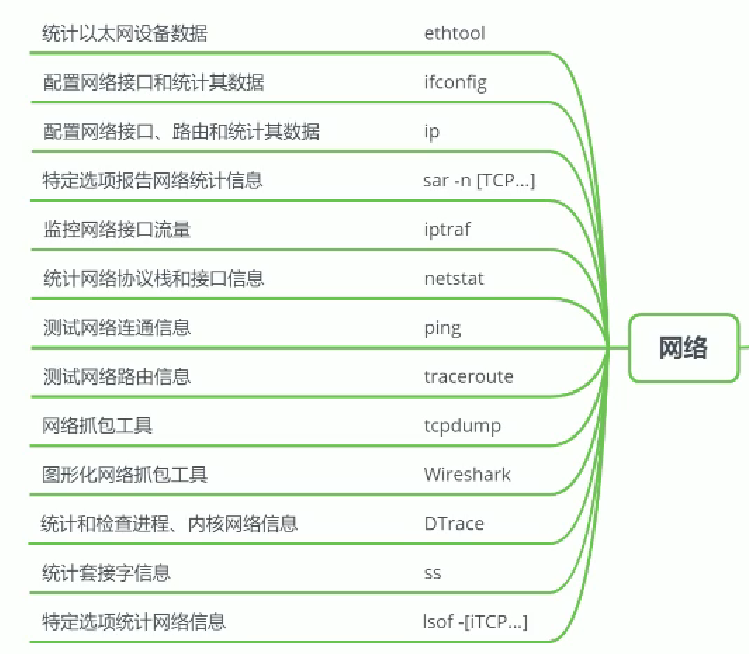 统计以太网设备数据 ethtool
配置网络接口和统计其数据 ifconfig
配置网络接口、路由和统计其数据 ip
特定选项报告网络统计信息 sar -n [TCP...]
监控网络接口流量 iptraf
统计网络协议栈和接口信息 netstat
测试网络连通信息 ping
网络
测试网络路由信息 traceroute
网络抓包工具 tcpdump
图形化网络抓包工具 Wireshark
统计和检查进程、内核网络信息 DTrace
统计套接字信息 ss
特定选项统计网络信息 lsof -[iTCP...]